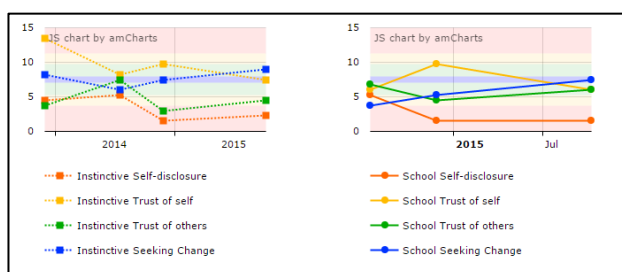 15
JS chart by amCharts
10
5
0
2014
2015
Instinctive Self-disclosure
Instinctive Trust of self
Instinctive Trust of others
Instinctive Seeking Change
15
JS chart by amCharts
10
5
0
2015
Jul
School Self-disclosure
School Trust of self
School Trust of others
School Seeking Change